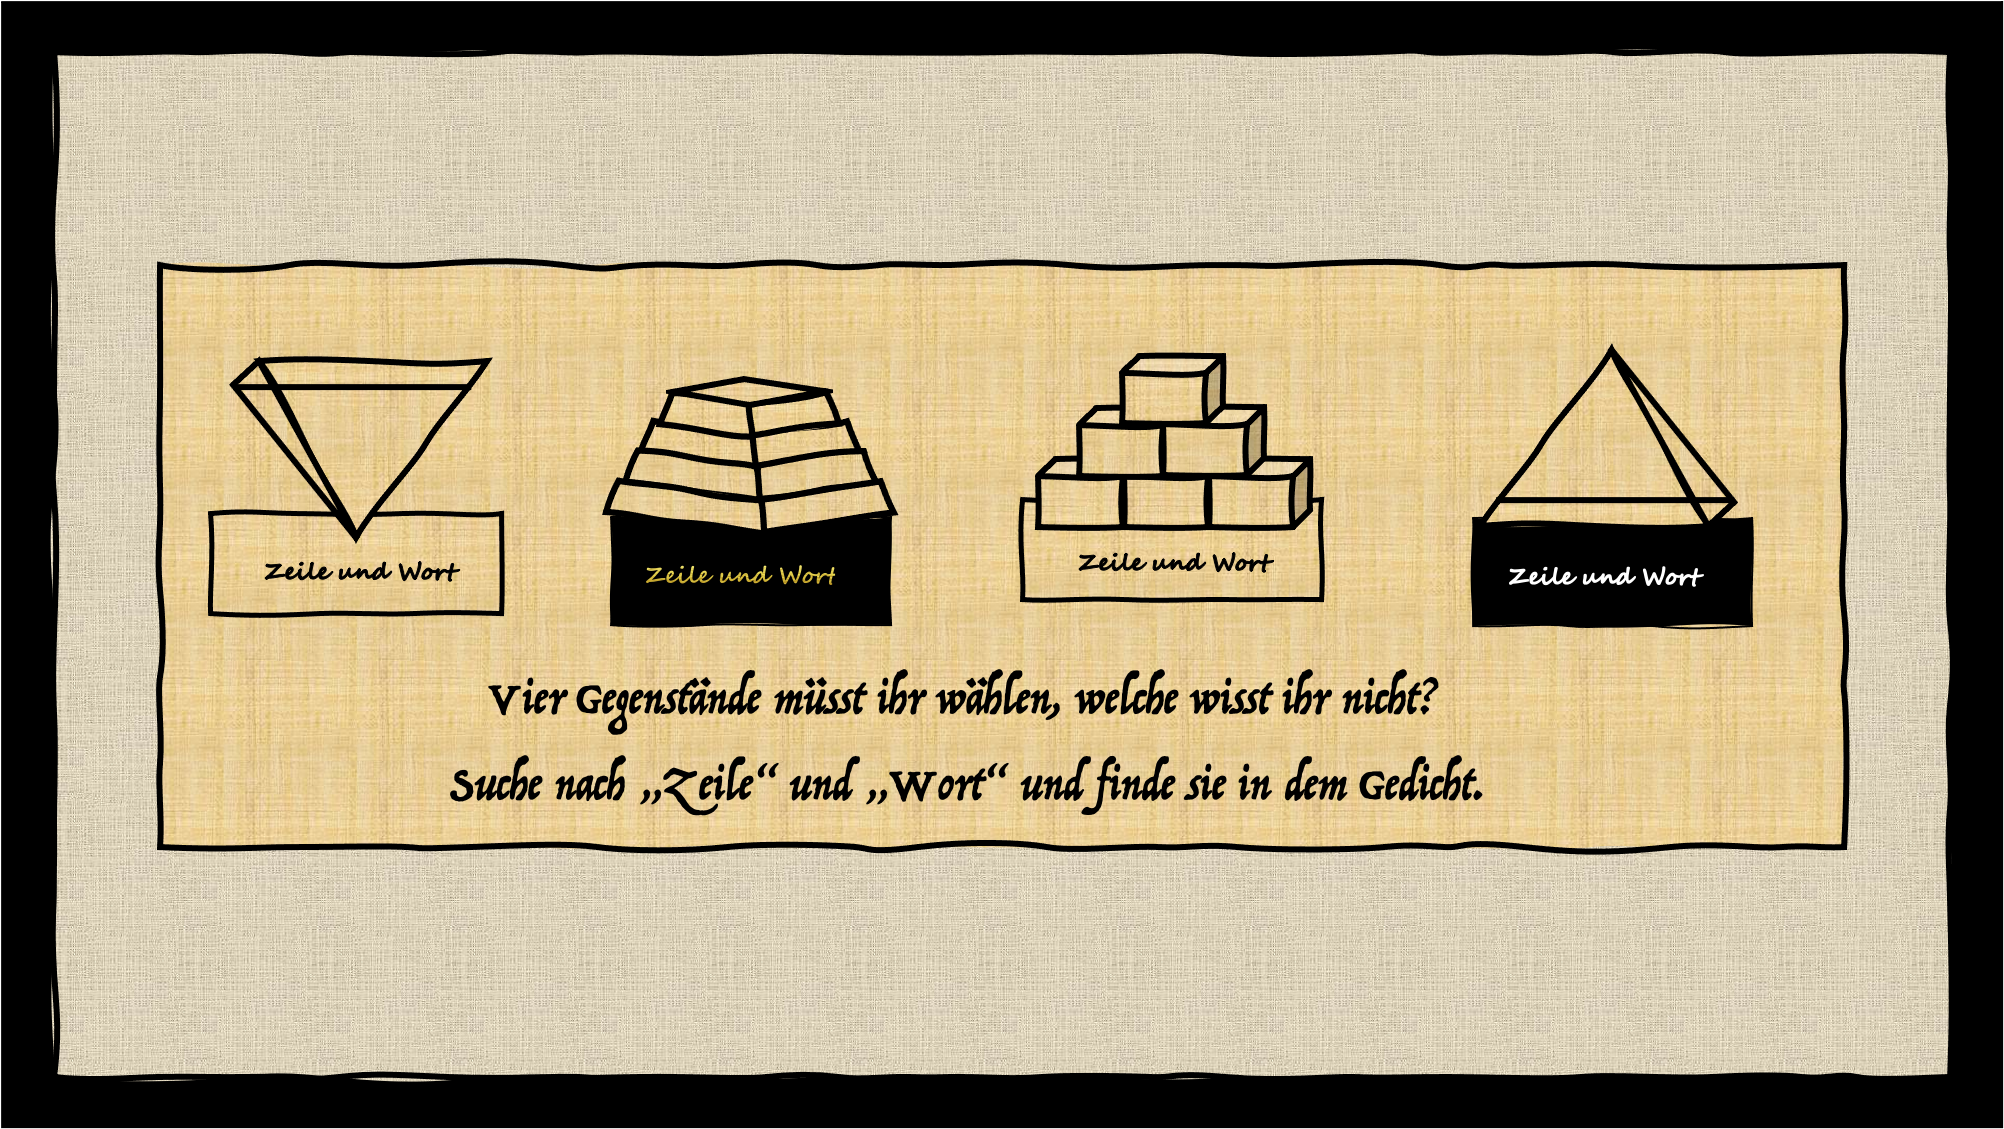 Zeile und Wort
Zeile und Wort
Zeile und Wort
Zeile und Wort
Vier Gegenstände müsst ihr wählen, welche wisst ihr nicht?
Suche nach „Zeile“ und „Wort“ und finde sie in dem Gedicht.